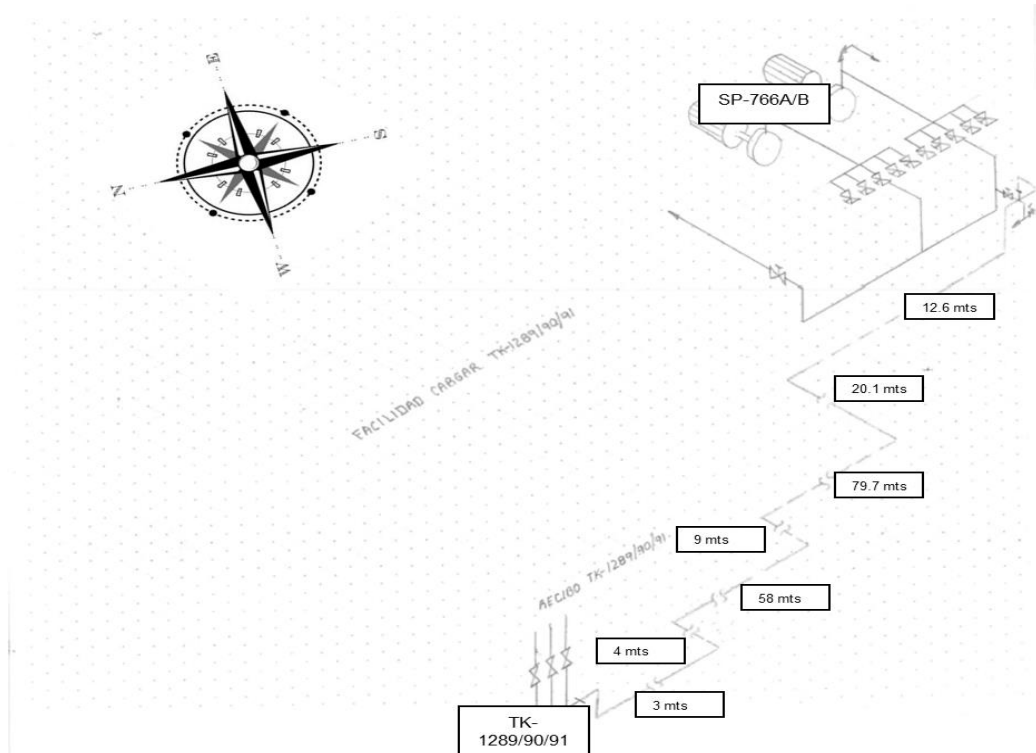 E
S
N
W
SP-766A/B
12.6 mts
FACILIDAD CARGAR TK-1289/90/91
20.1 mts
79.7 mts
9 mts
RECIBO TK-1289/90/91.
58 mts
4 mts
3 mts
TK-
1289/90/91